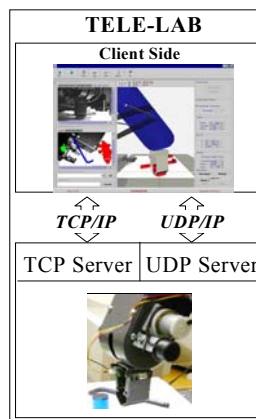 TELE-LAB
Client Side
TCP/IP
UDP/IP
TCP Server
UDP Server